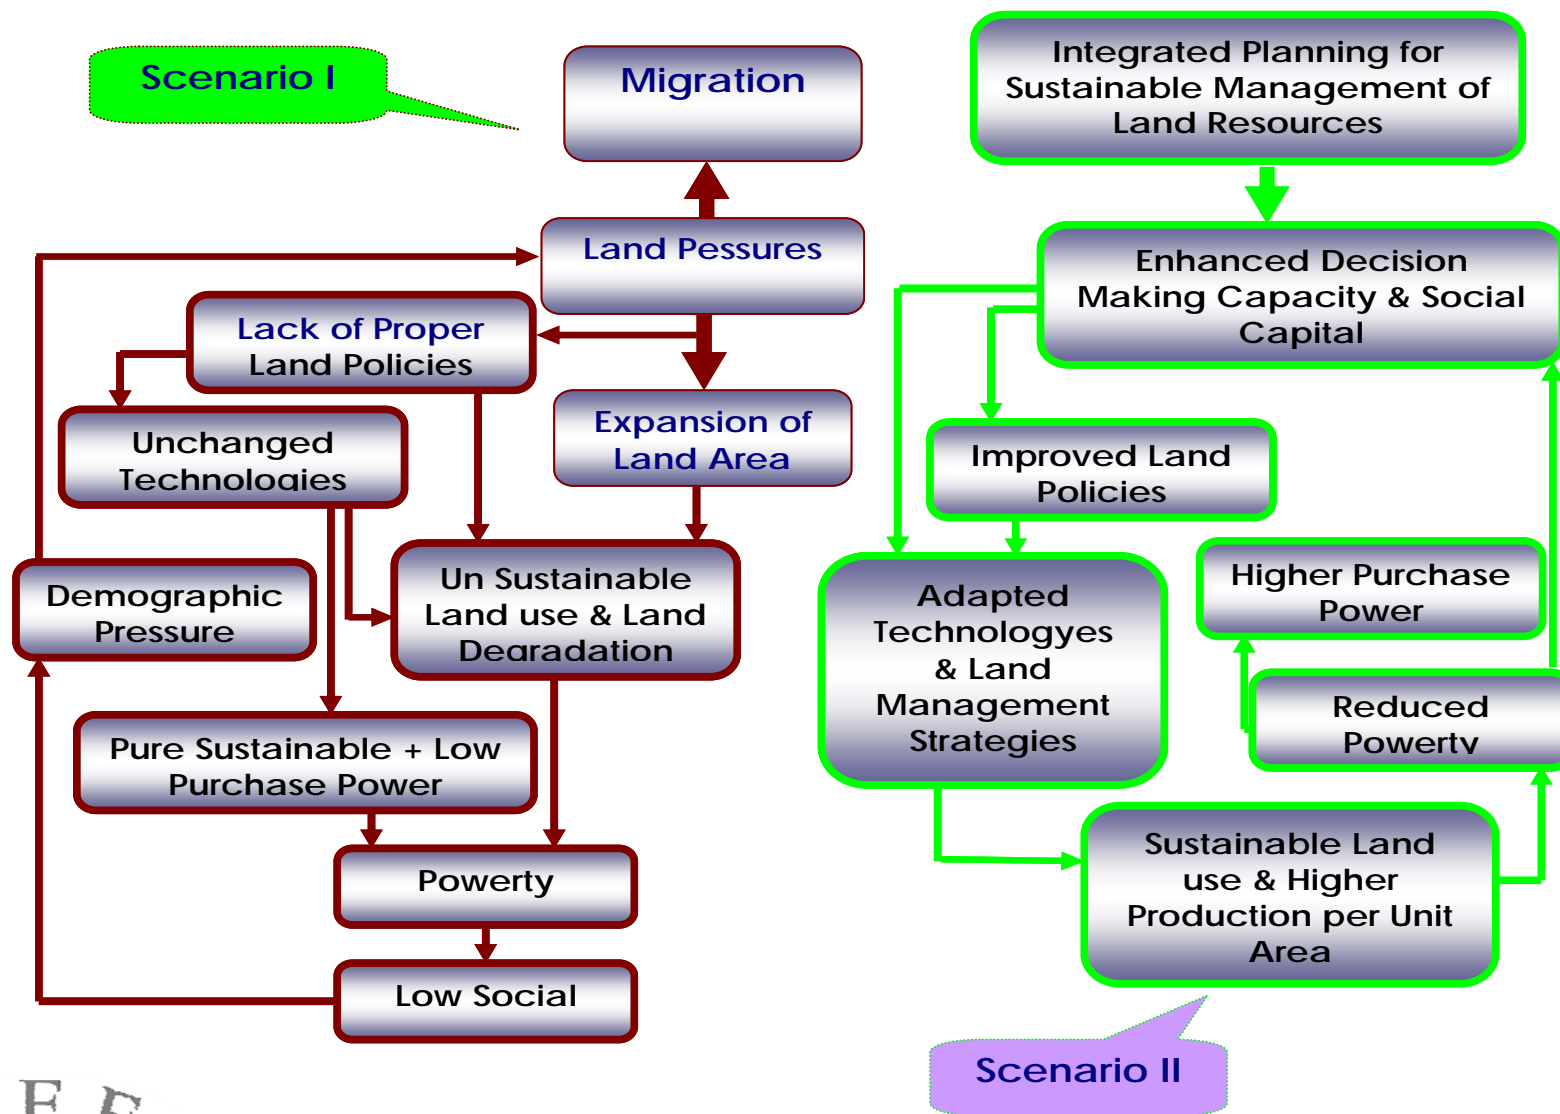 Scenario I
Migration
Land Pessures
Lack of Proper
Land Policies
Unchanged
Technologies
Expansion of
Land Area
Un Sustainable
Land use & Land
Degradation
Demographic
Pressure
Pure Sustainable + Low
Purchase Power
Powerty
Low Social
Integrated Planning for
Sustainable Management of
Land Resources
Enhanced Decision
Making Capacity & Social
Capital
Improved Land
Policies
Adapted
Technologyes
& Land
Management
Strategies
Higher Purchase
Power
Reduced
Powerty
Sustainable Land
use & Higher
Production per Unit
Area
Scenario II